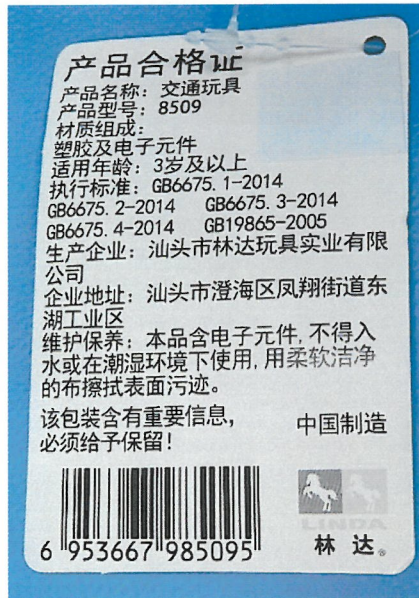 产品合格证
产品名称：交通玩具
产品型号：8509
材质组成：
塑胶及电子元件
适用年龄：3岁及以上
执行标准：GB6675.1-2014
GB6675.2-2014 GB6675.3-2014
GB6675.4-2014 GB19865-2005
生产企业：汕头市林达玩具实业有限
公司
企业地址：汕头市澄海区凤翔街道东
湖工业区
维护保养：本品含电子元件,不得入
水或在潮湿环境下使用,用柔软洁净
的布擦拭表面污迹。
该包装含有重要信息，
必须给予保留！
中国制造
LINDA
林达®
6 953667 985095